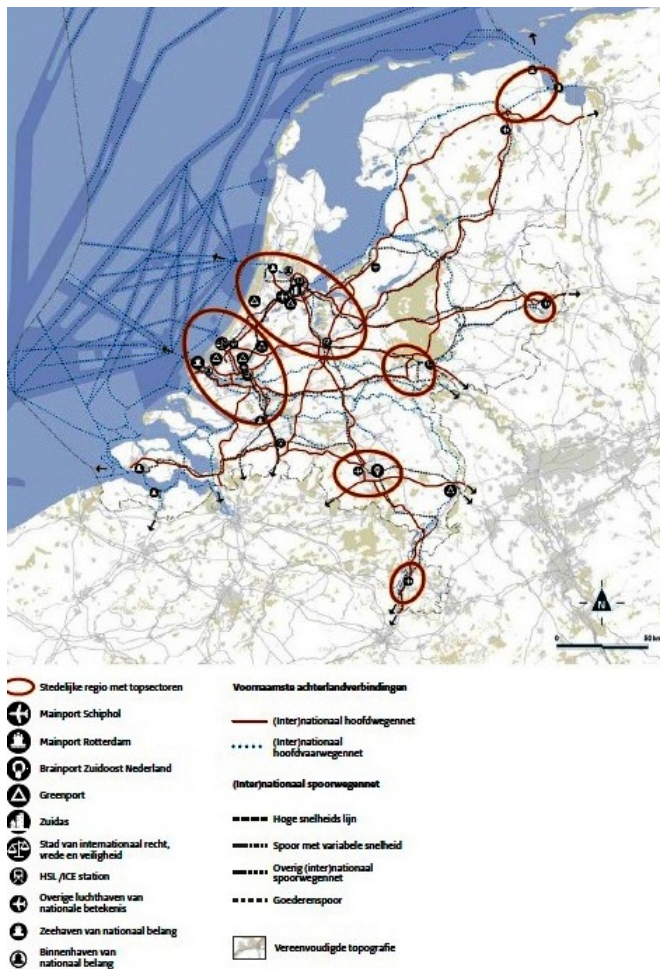 N
0
50 km
Stedelijke regio met topsectoren
Mainport Schiphol
Mainport Rotterdam
Brainport Zuidoost Nederland
Greenport
Zuidas
Stad van internationaal recht,
vrede en veiligheid
HSL /ICE station
Overige luchthaven van
nationale betekenis
Zeehaven van nationaal belang
Binnenhaven van
nationaal belang
Voornaamste achterlandverbindingen
(Inter)nationaal hoofdwegennet
(Inter)nationaal
hoofdvaarwegennet
(Inter)nationaal spoorwegennet
Hoge snelheids lijn
Spoor met variabele snelheid
Overig (inter)nationaal
spoorwegennet
Goederenspoor
Vereenvoudigde topografie